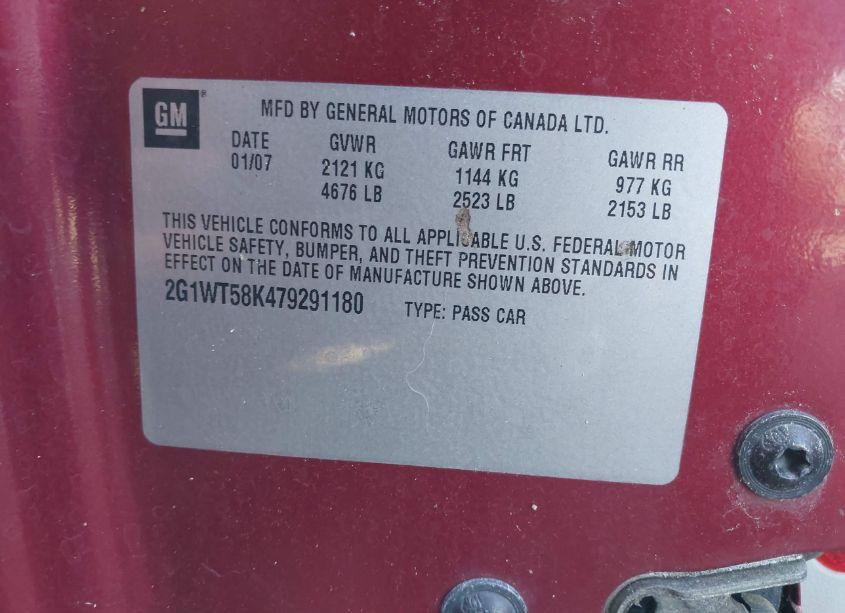 GM®
MFD BY GENERAL MOTORS OF CANADA LTD.
DATE GVWR GAWR FRT GAWR RR
01/07 2121 KG 1144 KG 977 KG
4676 LB 2523 LB 2153 LB
THIS VEHICLE CONFORMS TO ALL APPLICABLE U.S. FEDERAL MOTOR
VEHICLE SAFETY, BUMPER, AND THEFT PREVENTION STANDARDS IN
EFFECT ON THE DATE OF MANUFACTURE SHOWN ABOVE.
2G1WT58K479291180 TYPE: PASS CAR